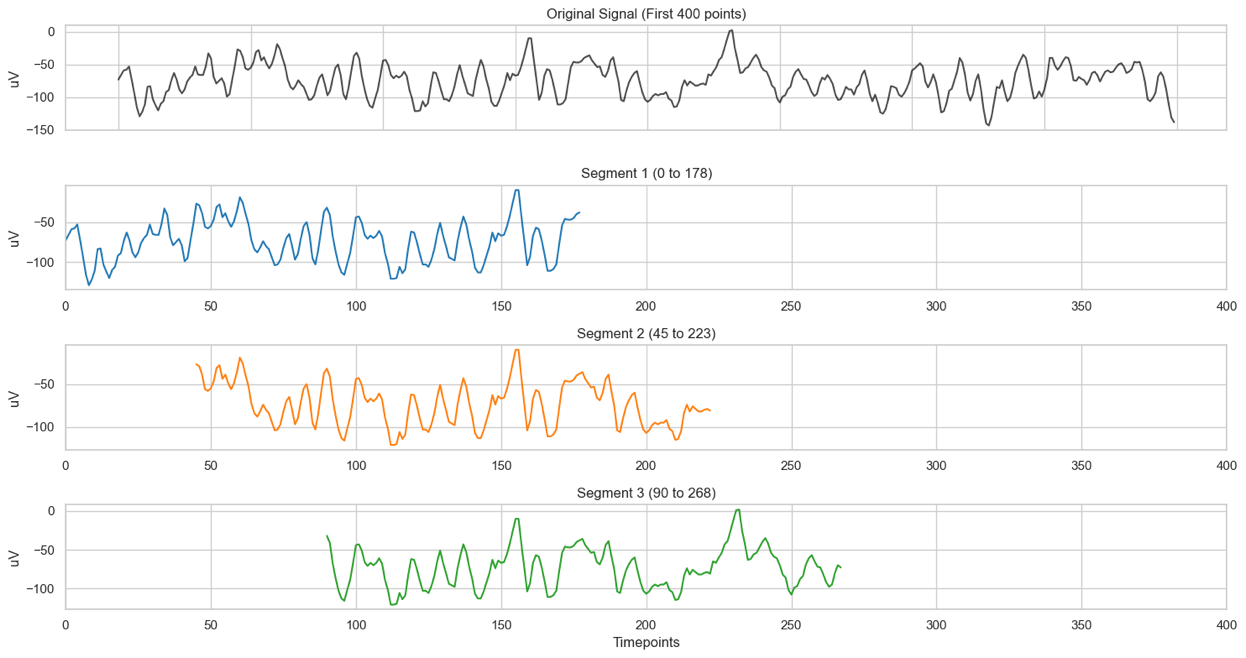 Original Signal (First 400 points)
uV
0
−50
−100
−150
Segment 1 (0 to 178)
uV
−50
−100
0 50 100 150 200 250 300 350 400
Segment 2 (45 to 223)
uV
−50
−100
0 50 100 150 200 250 300 350 400
Segment 3 (90 to 268)
uV
0
−50
−100
0 50 100 150 200 250 300 350 400
Timepoints